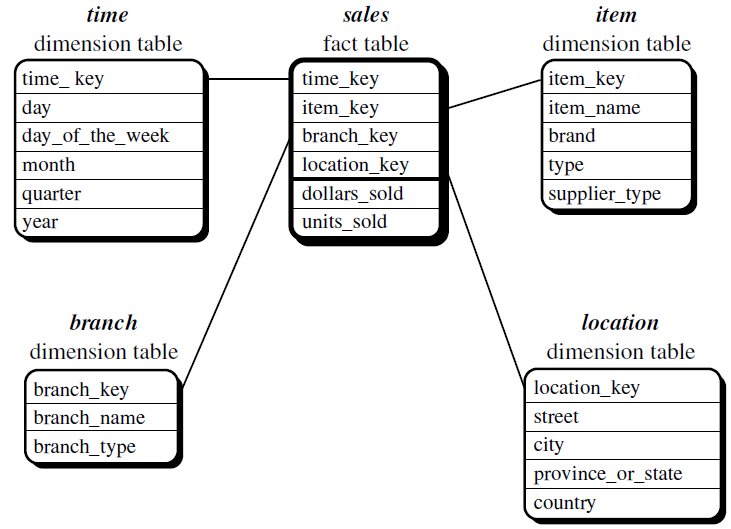 time
dimension table
time_ key
day
day_of_the_week
month
quarter
year
sales
fact table
time_key
item_key
branch_key
location_key
dollars_sold
units_sold
item
dimension table
item_key
item_name
brand
type
supplier_type
branch
dimension table
branch_key
branch_name
branch_type
location
dimension table
location_key
street
city
province_or_state
country